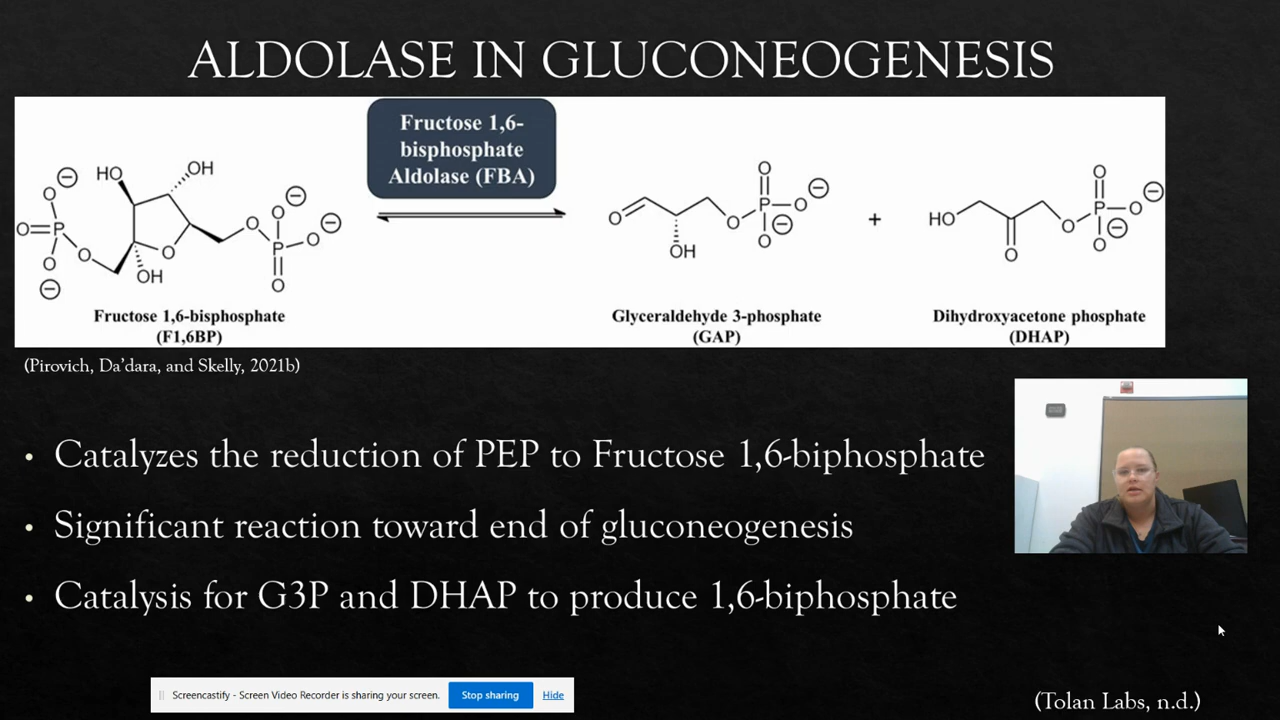 ALDOLASE IN GLUCONEOGENESIS
Fructose 1,6-
bisphosphate
Aldolase (FBA)
HO
OH
O
O
O=P
O
O
OH
O
O
O
P
O
O
O
O
OH
O
P
O
O
+
HO
O
O
O
P
O
O
Fructose 1,6-bisphosphate
(F1,6BP)
Glyceraldehyde 3-phosphate
(GAP)
Dihydroxyacetone phosphate
(DHAP)
(Pirovich, Da'dara, and Skelly, 2021b)
• Catalyzes the reduction of PEP to Fructose 1,6-biphosphate
• Significant reaction toward end of gluconeogenesis
• Catalysis for G3P and DHAP to produce 1,6-biphosphate
Screencastify - Screen Video Recorder is sharing your screen. Stop sharing Hide
(Tolan Labs, n.d.)